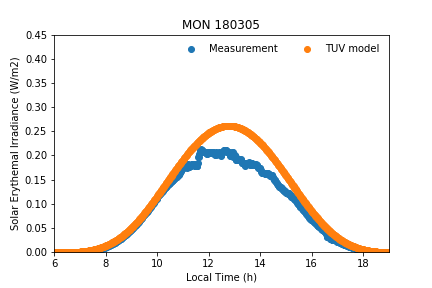 MON 180305
Measurement TUV model
Solar Erythemal Irradiance (W/m2)
0.45
0.40
0.35
0.30
0.25
0.20
0.15
0.10
0.05
0.00
6 8 10 12 14 16 18
Local Time (h)